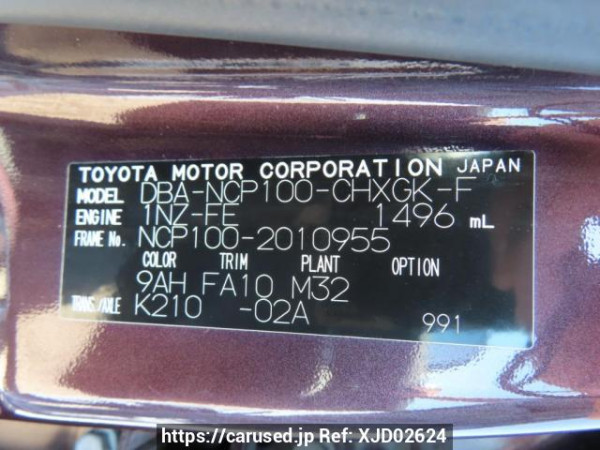 TOYOTA MOTOR CORPORATION JAPAN
MODEL DBA-NCP100-CHXGK-F
ENGINE 1NZ-FE 1496 mL
FRAME No. NCP100-2010955
COLOR TRIM PLANT OPTION
9AH FA10 M32
TRANS./AXLE K210 -02A
991
https://carused.jp Ref: XJD02624